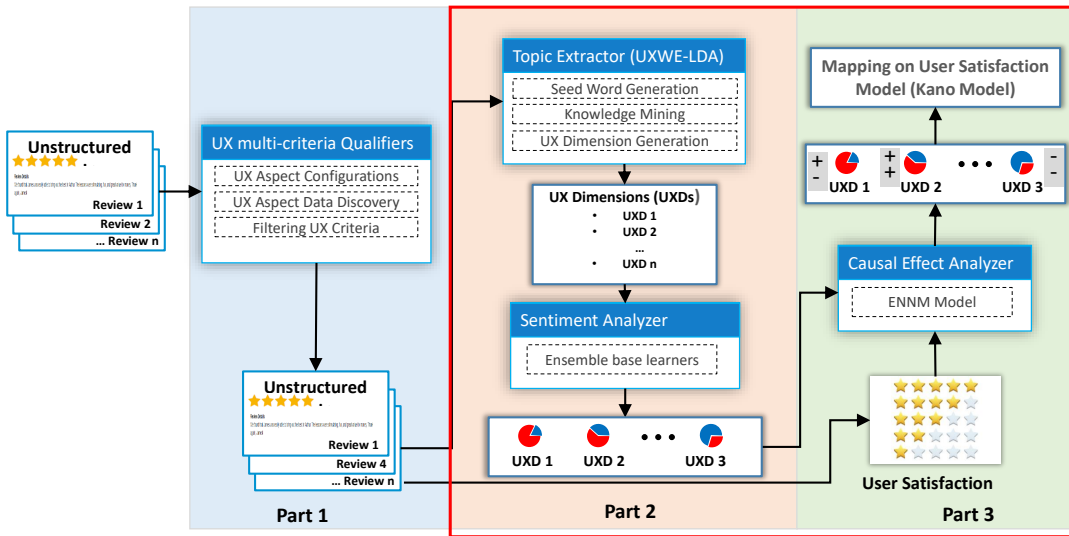 Unstructured
.
Review 1
Review 2
... Review n
UX multi-criteria Qualifiers
UX Aspect Configurations
UX Aspect Data Discovery
Filtering UX Criteria
Unstructured
.
Review 1
Review 4
... Review n
Part 1
Topic Extractor (UXWE-LDA)
Seed Word Generation
Knowledge Mining
UX Dimension Generation
UX Dimensions (UXDs)
• UXD 1
• UXD 2
...
• UXD n
Sentiment Analyzer
Ensemble base learners
UXD 1
UXD 2
• • •
UXD 3
Part 2
Mapping on User Satisfaction
Model (Kano Model)
+
-
UXD 1
+
+
UXD 2
• • •
UXD 3
-
-
Causal Effect Analyzer
ENNM Model
User Satisfaction
Part 3